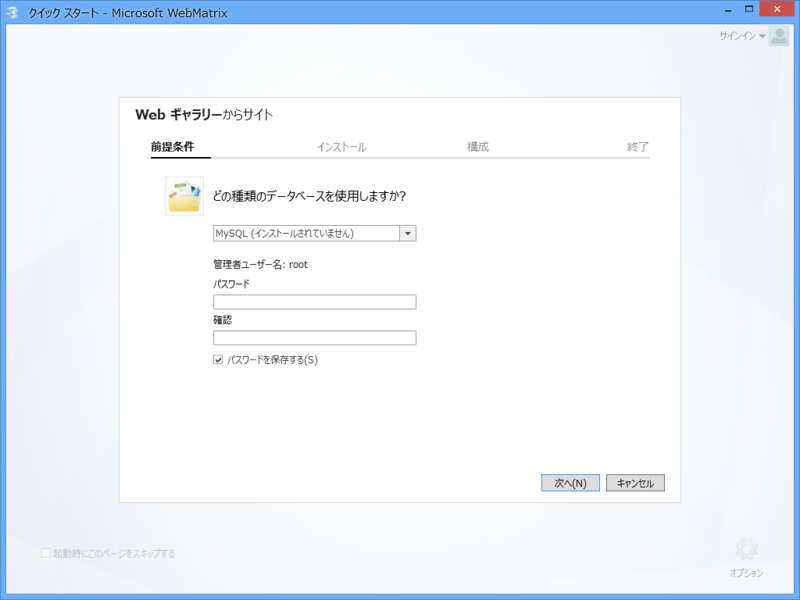 クイック スタート - Microsoft WebMatrix
サインイン
Web ギャラリーからサイト
前提条件 インストール 構成 終了
どの種類のデータベースを使用しますか?
MySQL (インストールされていません)
管理者ユーザー名: root
パスワード
確認
パスワードを保存する(S)
次へ(N) キャンセル
起動時にこのページをスキップする
オプション